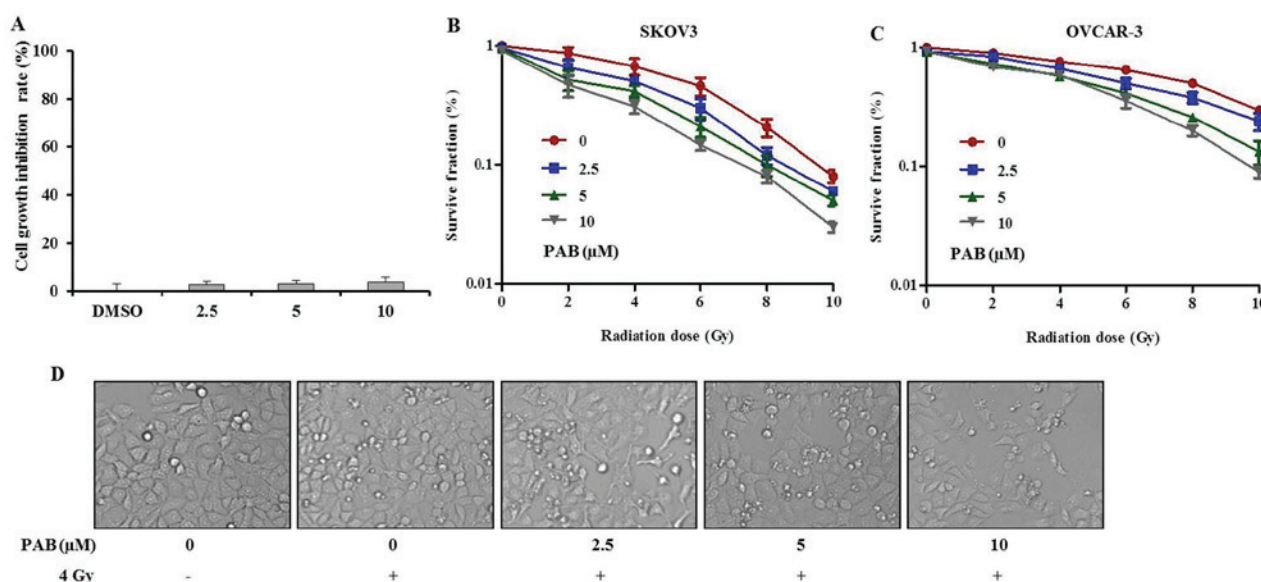 A
Cell growth inhibition rate (%)
100
80
60
40
20
0
DMSO 2.5 5 10
B
SKOV3
Survive fraction (%)
1
0.1
0.01
0
2.5
5
10
PAB (μM)
0 2 4 6 8 10
Radiation dose (Gy)
C
OVCAR-3
Survive fraction (%)
1
0.1
0.01
0
2.5
5
10
PAB (μM)
0 2 4 6 8 10
Radiation dose (Gy)
D
PAB (μM) 0 0 2.5 5 10
4 Gy - + + + +